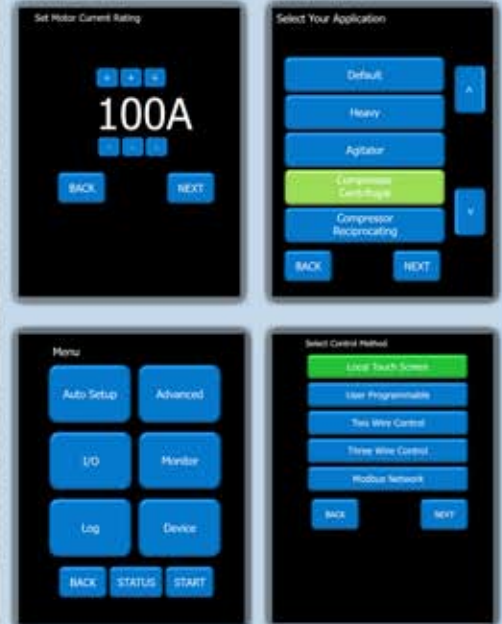 Set Motor Current Rating
+ + +
100A
- - -
BACK NEXT
Select Your Application
Default
Heavy
Agitator
Compressor
Centrifugal
Compressor
Reciprocating
BACK NEXT
Menu
Auto Setup Advanced
I/O Monitor
Log Device
BACK STATUS START
Select Control Method
Local Touch Screen
User Programmable
Two Wire Control
Three Wire Control
Modbus Network
BACK NEXT